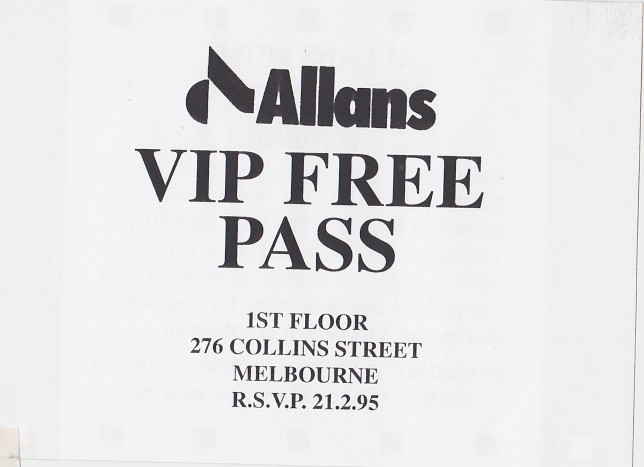 Allans
VIP FREE
PASS
1ST FLOOR
276 COLLINS STREET
MELBOURNE
R.S.V.P. 21.2.95